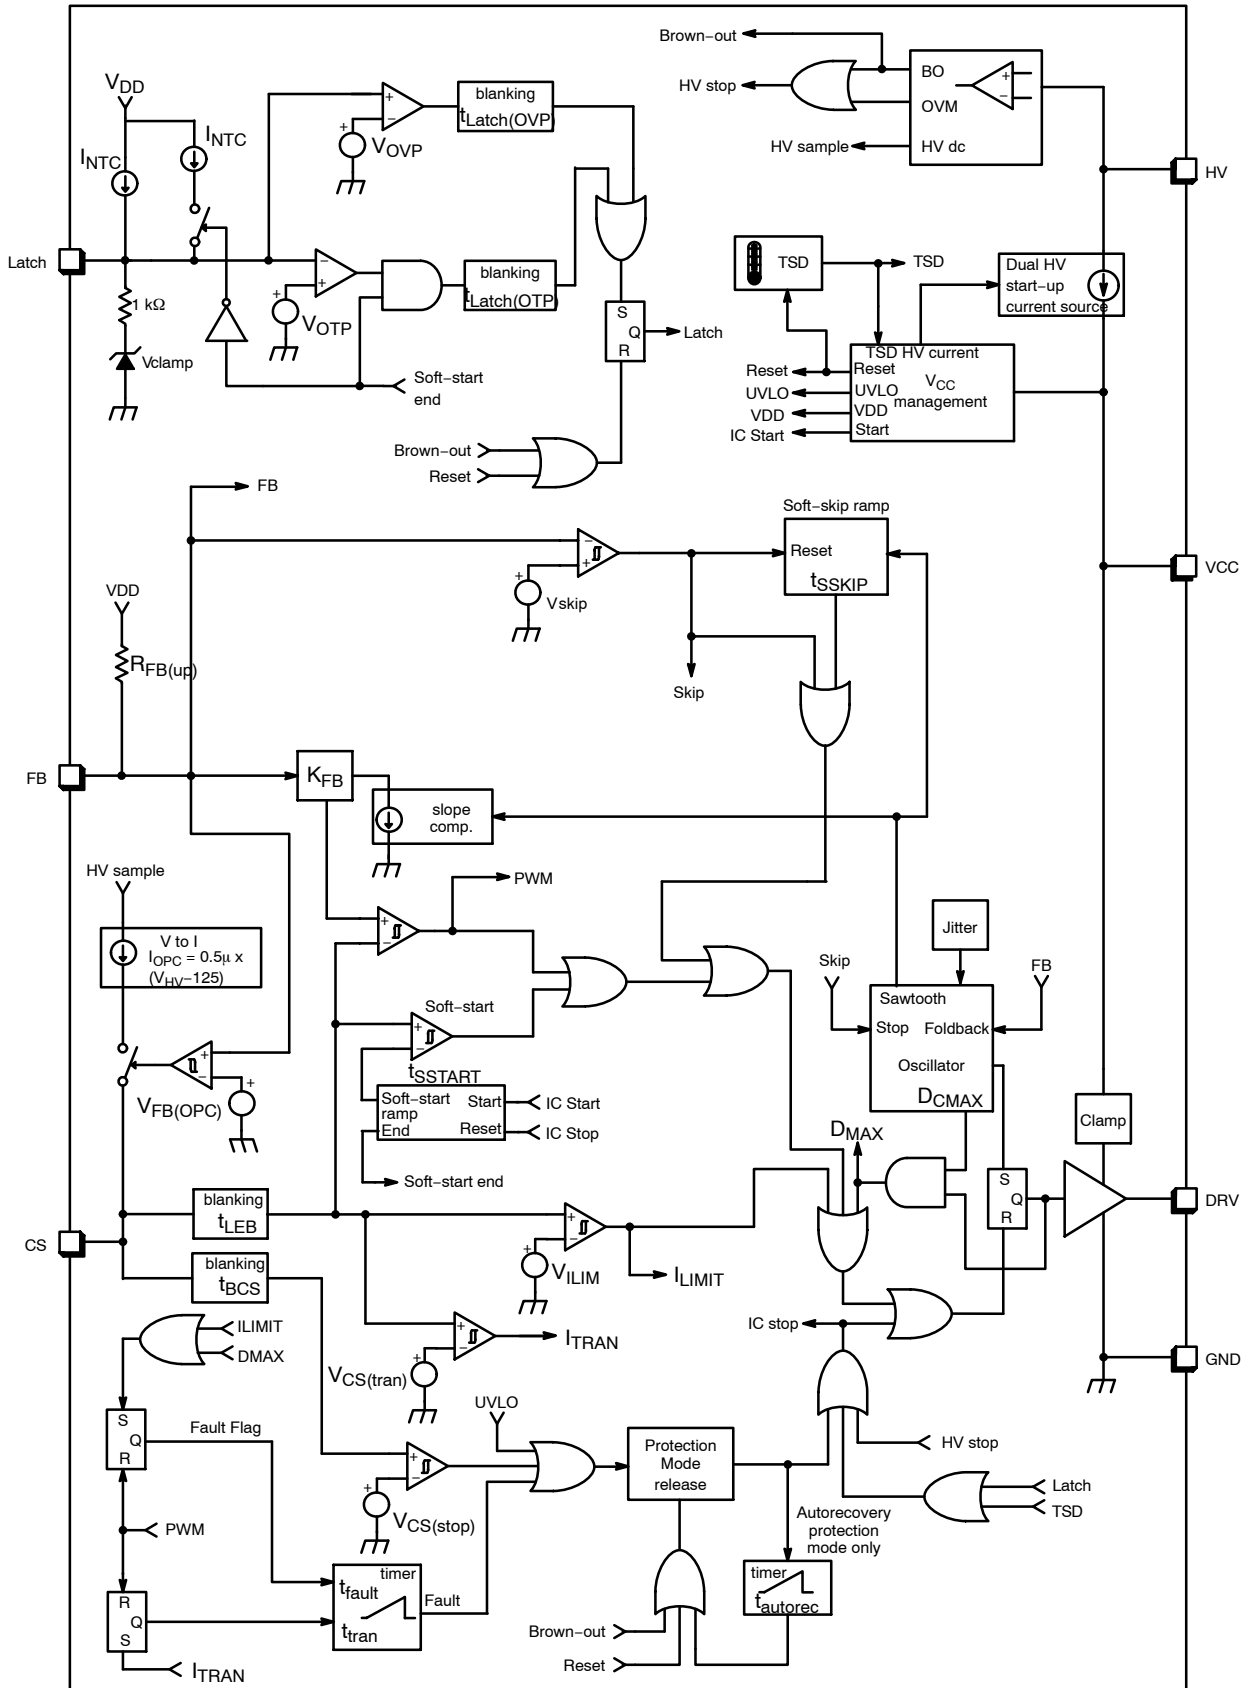 Brown−out
BO
HV stop
OVM
HV sample
HV dc
HV
VDD
INTC
INTC
blanking
tLatch(OVP)
VOVP
Latch
blanking
tLatch(OTP)
VOTP
1 kΩ
Vclamp
Soft−start
end
S
Q
R
Latch
TSD
TSD
Dual HV
start−up
current source
TSD HV current
Reset
Reset
UVLO
UVLO
VCC
management
VDD
VDD
IC Start
Start
Brown−out
Reset
FB
Soft−skip ramp
Reset
tSSKIP
Vskip
Skip
VCC
VDD
RFB(up)
FB
KFB
slope
comp.
HV sample
V to I
IOPC = 0.5μ x
(VHV−125)
PWM
Jitter
Skip
FB
Sawtooth
Stop
Foldback
Oscillator
DCMAX
Soft−start
tSSTART
Soft−start
ramp
End
Start
Reset
IC Start
IC Stop
Soft−start end
VFB(OPC)
DMAX
Clamp
S
Q
R
DRV
blanking
tLEB
CS
blanking
tBCS
VILIM
ILIMIT
ILIMIT
DMAX
ITRAN
VCS(tran)
IC stop
GND
UVLO
S
Q
R
Fault Flag
Protection
Mode
release
HV stop
Latch
TSD
VCS(stop)
PWM
Autorecovery
protection
mode only
R
Q
S
timer
tfault
ttran
Fault
timer
tautorec
Brown−out
Reset
ITRAN